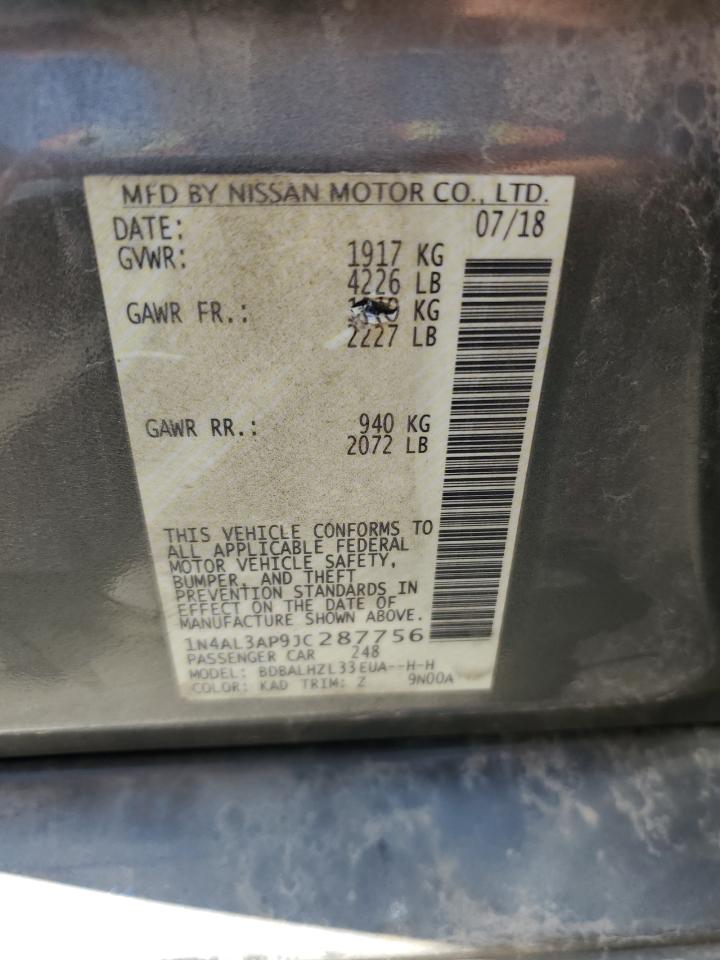 MFD BY NISSAN MOTOR CO., LTD.
DATE: 07/18
GVWR: 1917 KG
4226 LB
GAWR FR.: KG
2227 LB
GAWR RR.: 940 KG
2072 LB
THIS VEHICLE CONFORMS TO
ALL APPLICABLE FEDERAL
MOTOR VEHICLE SAFETY,
BUMPER, AND THEFT
PREVENTION STANDARDS IN
EFFECT ON THE DATE OF
MANUFACTURE SHOWN ABOVE.
1N4AL3AP9JC287756
PASSENGER CAR 248
MODEL: BDBALHZL33EUA--H-H
COLOR: KAD TRIM: Z 9N00A